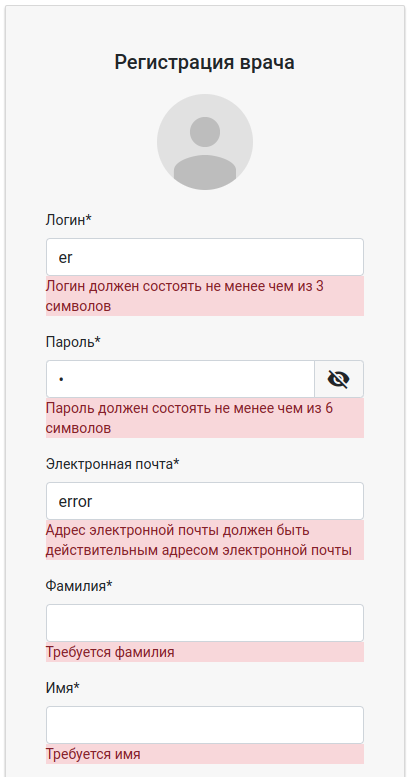 Регистрация врача
Логин*
er
Логин должен состоять не менее чем из 3
символов
Пароль*
•
Пароль должен состоять не менее чем из 6
символов
Электронная почта*
error
Адрес электронной почты должен быть
действительным адресом электронной почты
Фамилия*
Требуется фамилия
Имя*
Требуется имя